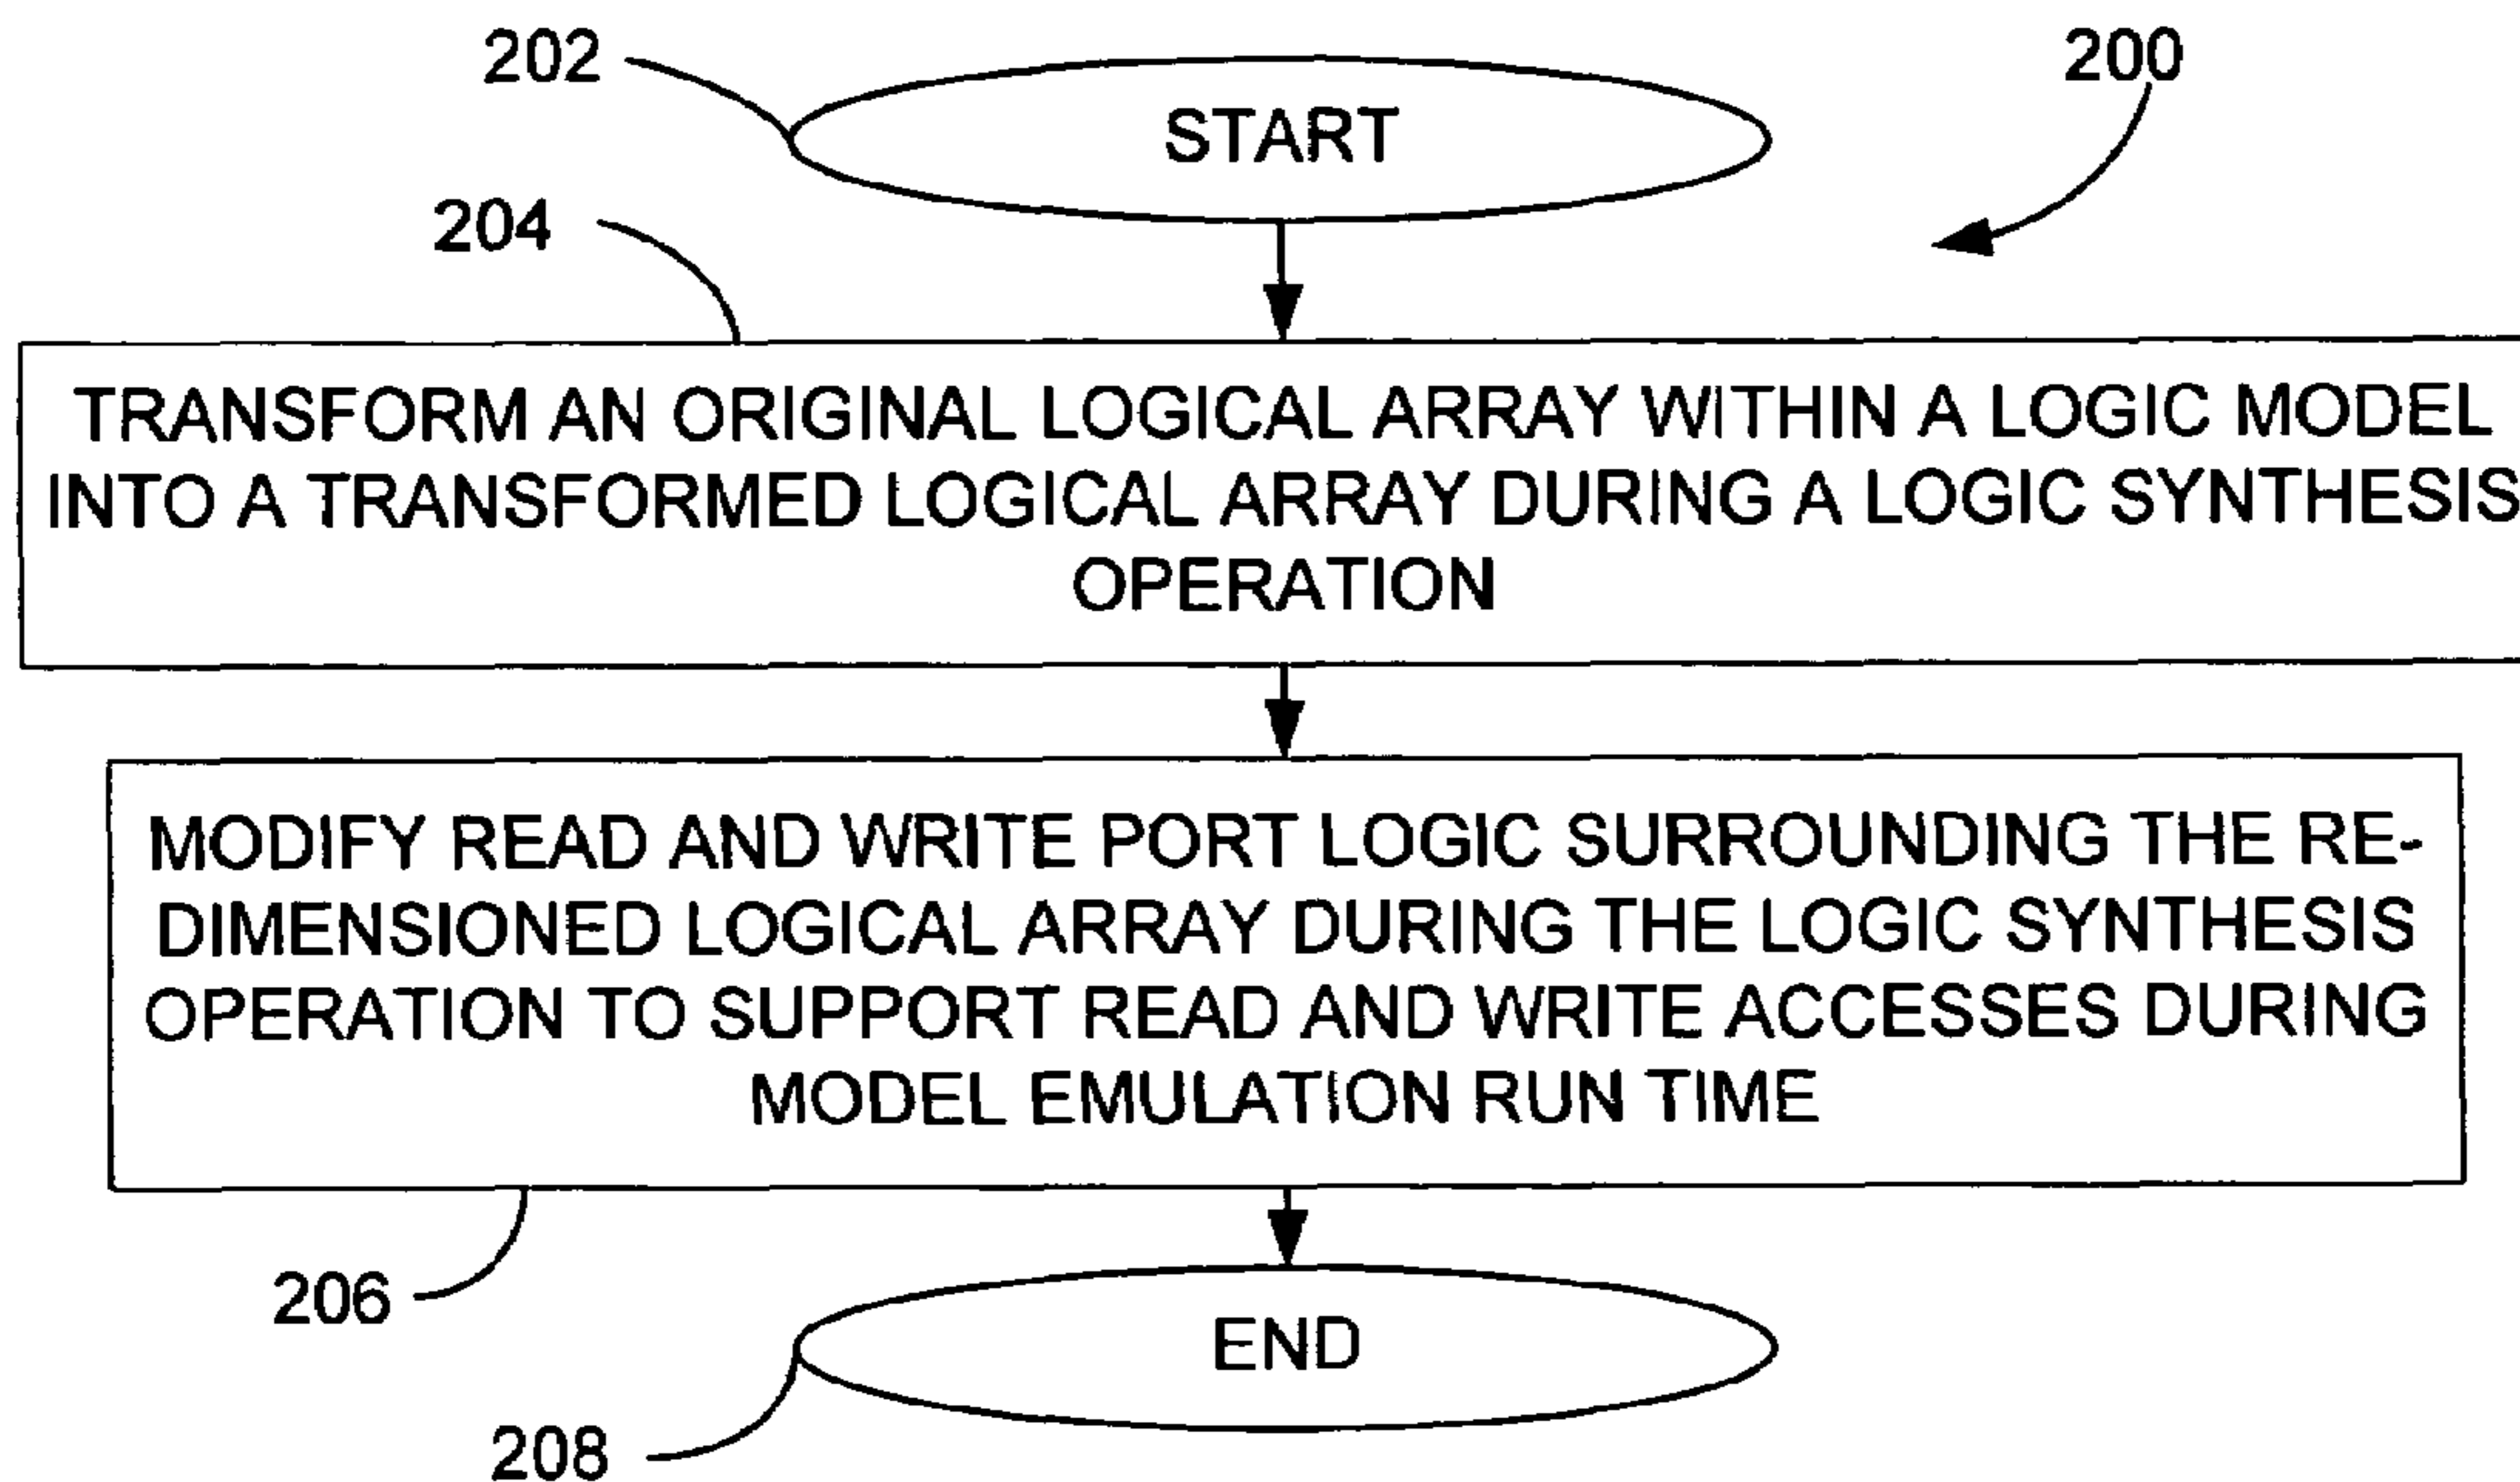 202
200
START
204
TRANSFORM AN ORIGINAL LOGICAL ARRAY WITHIN A LOGIC MODEL
INTO A TRANSFORMED LOGICAL ARRAY DURING A LOGIC SYNTHESIS
OPERATION
MODIFY READ AND WRITE PORT LOGIC SURROUNDING THE RE-
DIMENSIONED LOGICAL ARRAY DURING THE LOGIC SYNTHESIS
OPERATION TO SUPPORT READ AND WRITE ACCESSES DURING
MODEL EMULATION RUN TIME
206
END
208